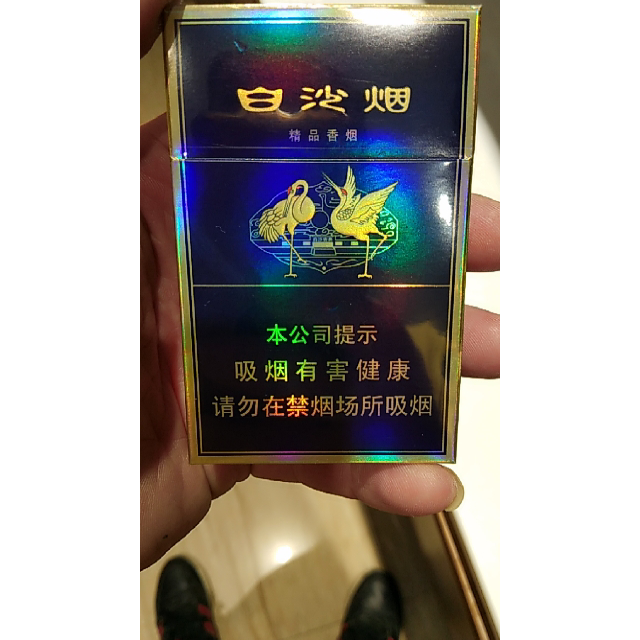 白沙烟
精品香烟
本公司提示
吸烟有害健康
请勿在禁烟场所吸烟